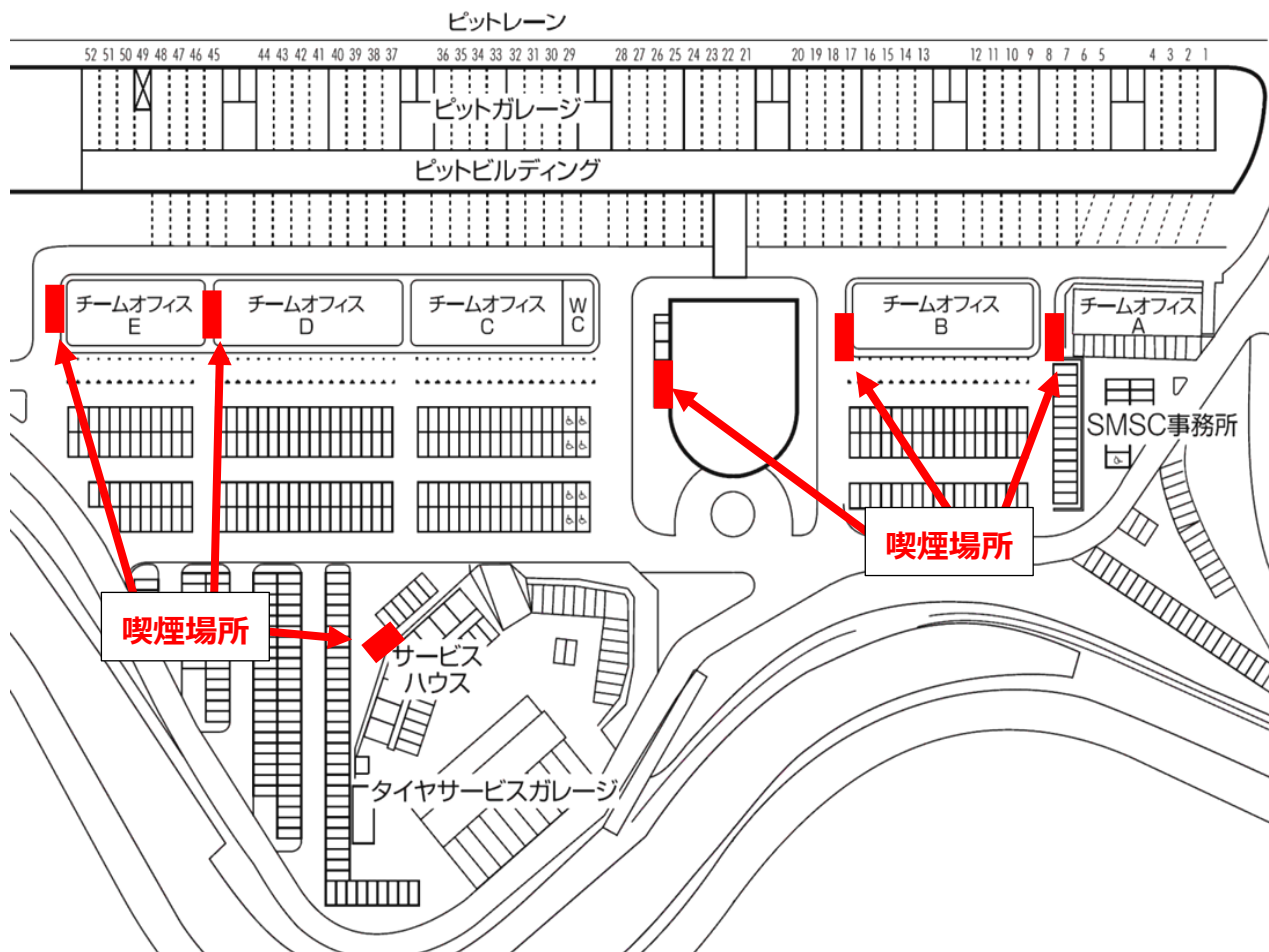 ピットレーン
52 51 50 49 48 47 46 45 44 43 42 41 40 39 38 37 36 35 34 33 32 31 30 29 28 27 26 25 24 23 22 21 20 19 18 17 16 15 14 13 12 11 10 9 8 7 6 5 4 3 2 1
ピットガレージ
ピットビルディング
チームオフィス
E
チームオフィス
D
チームオフィス
C
W
C
チームオフィス
B
チームオフィス
A
SMSC事務所
喫煙場所
喫煙場所
サービス
ハウス
タイヤサービスガレージ